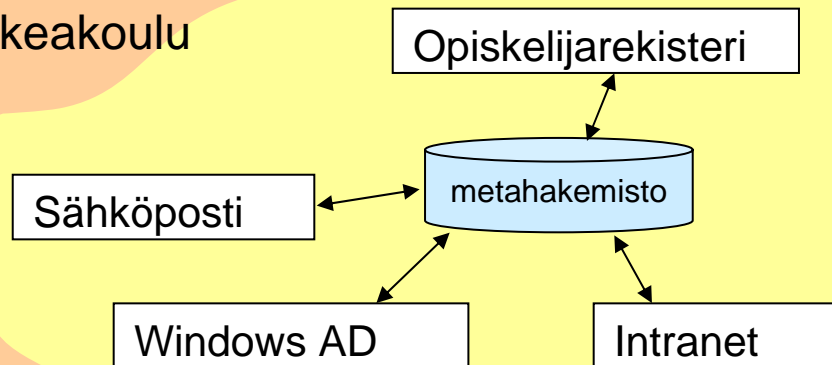 keakoulu
Opiskelijarekisteri
metahakemisto
Sähköposti
Windows AD
Intranet